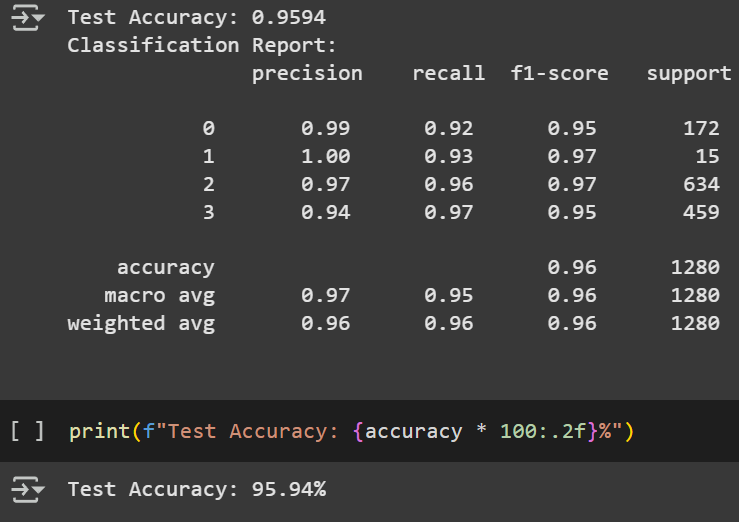 Test Accuracy: 0.9594
Classification Report:
precision recall f1-score support
0 0.99 0.92 0.95 172
1 1.00 0.93 0.97 15
2 0.97 0.96 0.97 634
3 0.94 0.97 0.95 459
accuracy 0.96 1280
macro avg 0.97 0.95 0.96 1280
weighted avg 0.96 0.96 0.96 1280
[ ] print(f"Test Accuracy: {accuracy * 100:.2f}%")
Test Accuracy: 95.94%